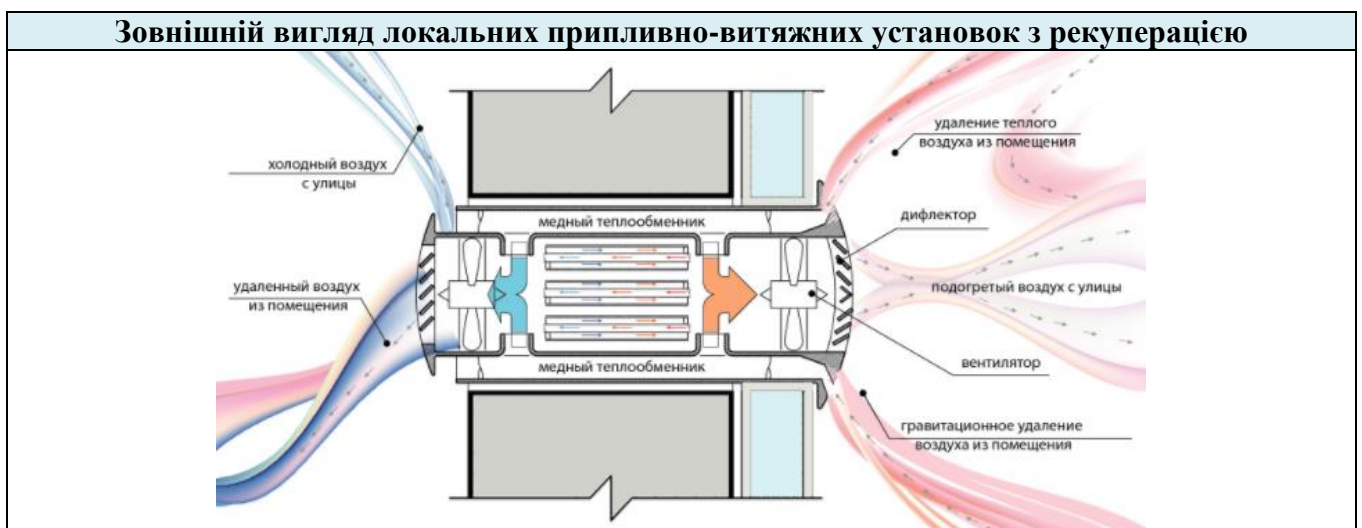 Зовнішній вигляд локальних припливно-витяжних установок з рекуперацією
холодный воздух
с улицы
удаление теплого
воздуха из помещения
медный теплообменник
дифлектор
удаленный воздух
из помещения
подогретый воздух с улицы
вентилятор
медный теплообменник
гравитационное удаление
воздуха из помещения